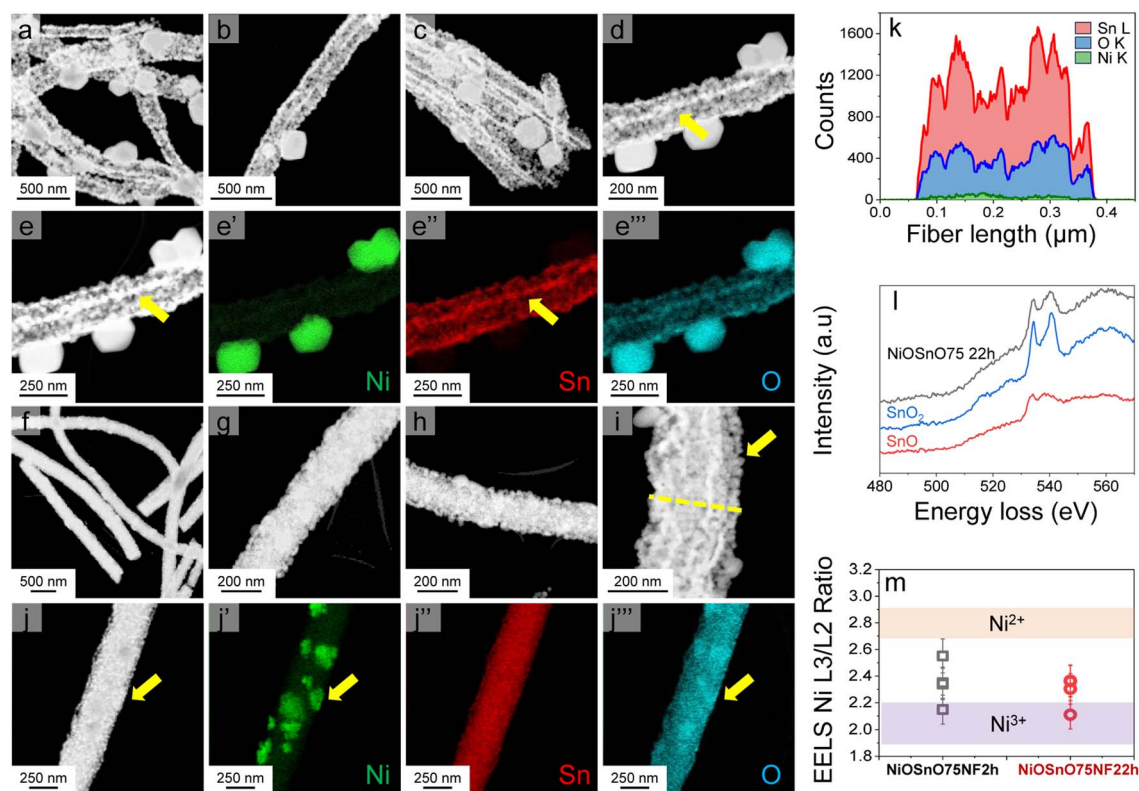 a
500 nm
b
500 nm
c
500 nm
d
200 nm
e
250 nm
e'
250 nm
Ni
e''
250 nm
Sn
e'''
250 nm
O
f
500 nm
g
200 nm
h
200 nm
i
200 nm
j
250 nm
j'
250 nm
Ni
j''
250 nm
Sn
j'''
250 nm
O
k
Sn L
O K
Ni K
1600
1200
800
400
0
Counts
0.0 0.1 0.2 0.3 0.4
Fiber length (µm)
l
NiOSnO75 22h
SnO2
SnO
Intensity (a.u)
480 500 520 540 560
Energy loss (eV)
m
3.2
3.0
2.8
2.6
2.4
2.2
2.0
1.8
Ni2+
Ni3+
EELS Ni L3/L2 Ratio
NiOSnO75NF2h NiOSnO75NF22h